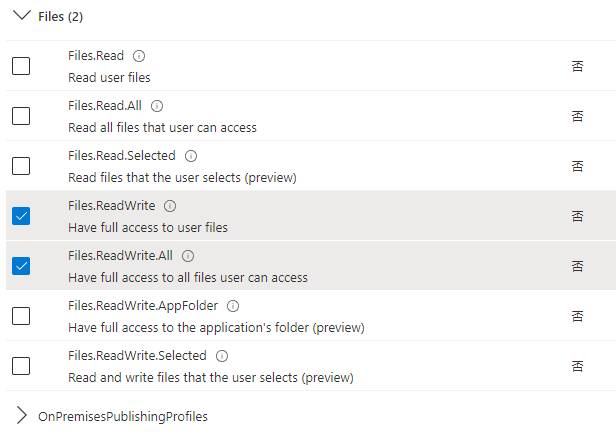 Files (2)
Files.Read
Read user files
否
Files.Read.All
Read all files that user can access
否
Files.Read.Selected
Read files that the user selects (preview)
否
Files.ReadWrite
Have full access to user files
否
Files.ReadWrite.All
Have full access to all files user can access
否
Files.ReadWrite.AppFolder
Have full access to the application's folder (preview)
否
Files.ReadWrite.Selected
Read and write files that the user selects (preview)
否
OnPremisesPublishingProfiles